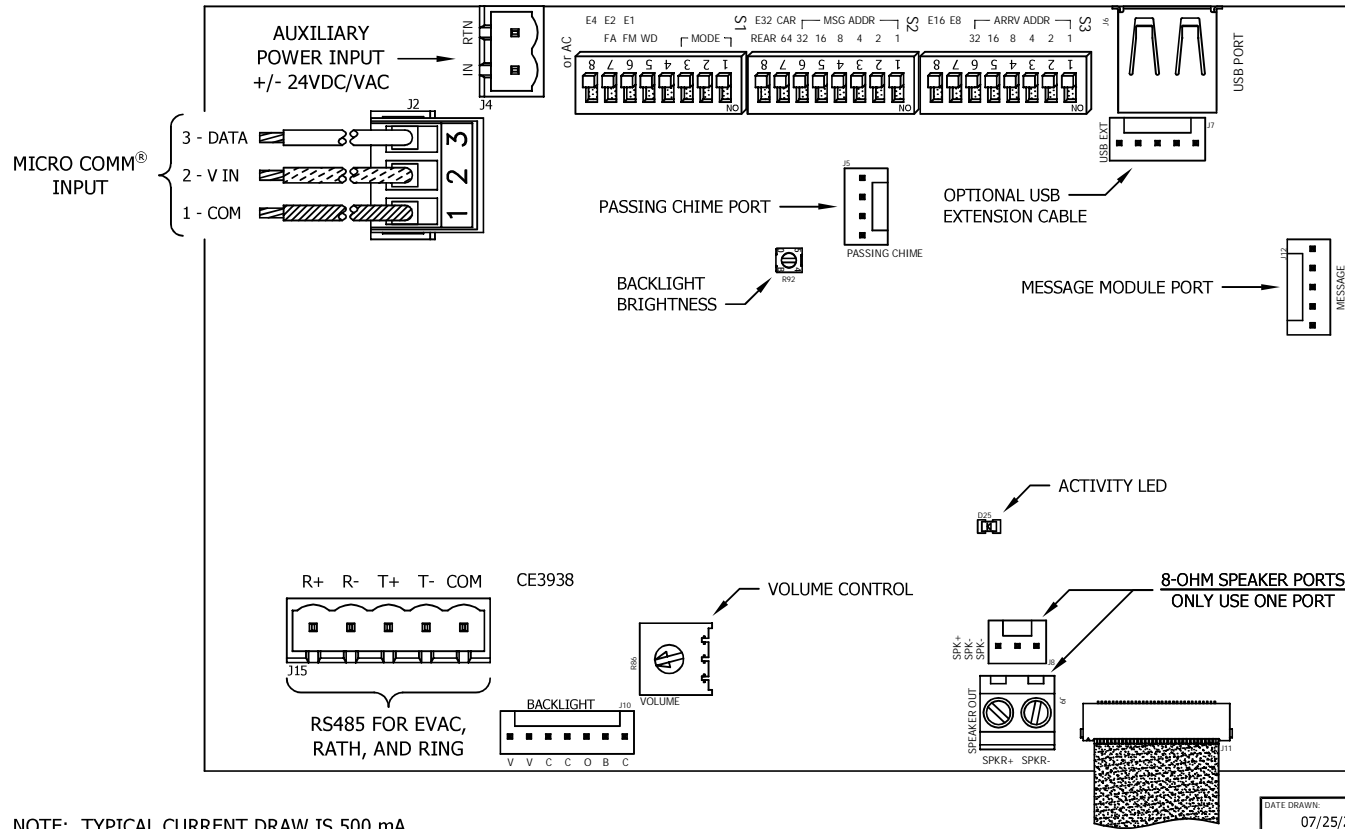 AUXILIARY
POWER INPUT
+/- 24VDC/VAC
RTN
IN
J4
or AC
E4 E2 E1
FA FM WD
MODE
S1
8 7 6 5 4 3 2 1
ON
E32 CAR
MSG ADDR
REAR 64 32 16 8 4 2 1
S2
8 7 6 5 4 3 2 1
ON
E16 E8
ARRV ADDR
32 16 8 4 2 1
S3
8 7 6 5 4 3 2 1
ON
J6
USB PORT
J2
MICRO COMM®
INPUT
3 - DATA
2 - V IN
1 - COM
3
2
1
USB EXT
J7
OPTIONAL USB
EXTENSION CABLE
J5
PASSING CHIME PORT
PASSING CHIME
BACKLIGHT
BRIGHTNESS
R92
MESSAGE MODULE PORT
J12
MESSAGE
ACTIVITY LED
D25
R+ R- T+ T- COM
CE3938
J15
RS485 FOR EVAC,
RATH, AND RING
VOLUME CONTROL
R86
VOLUME
BACKLIGHT
J10
V V C C O B C
8-OHM SPEAKER PORTS
ONLY USE ONE PORT
SPK+
SPK-
SPK-
J8
SPEAKER OUT
J9
SPKR+ SPKR-
J11
NOTE: TYPICAL CURRENT DRAW IS 500 mA
DATE DRAWN:
07/25/2